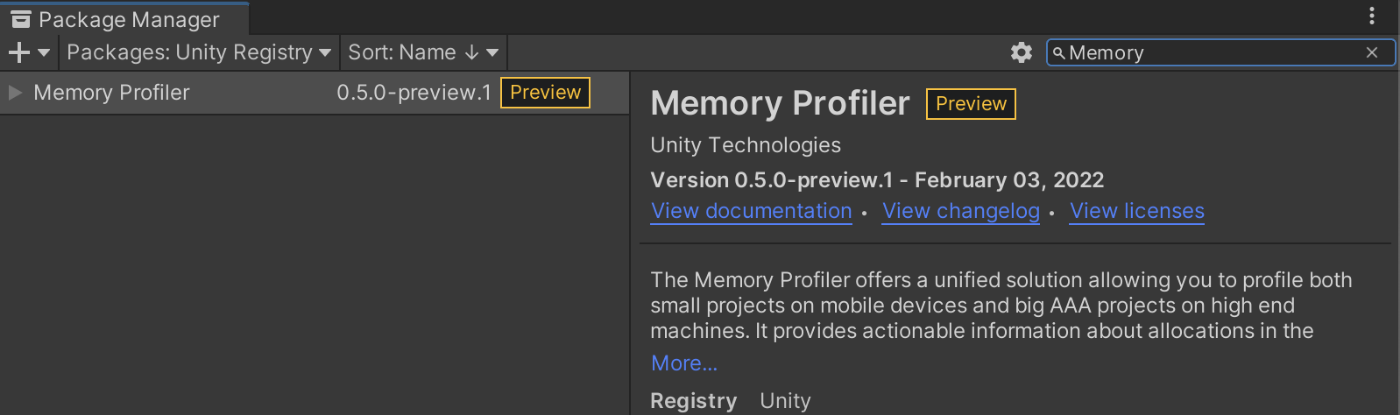 Package Manager
Packages: Unity Registry
Sort: Name ↓
Memory
Memory Profiler 0.5.0-preview.1 Preview
Memory Profiler Preview
Unity Technologies
Version 0.5.0-preview.1 - February 03, 2022
View documentation • View changelog • View licenses
The Memory Profiler offers a unified solution allowing you to profile both
small projects on mobile devices and big AAA projects on high end
machines. It provides actionable information about allocations in the
More...
Registry Unity